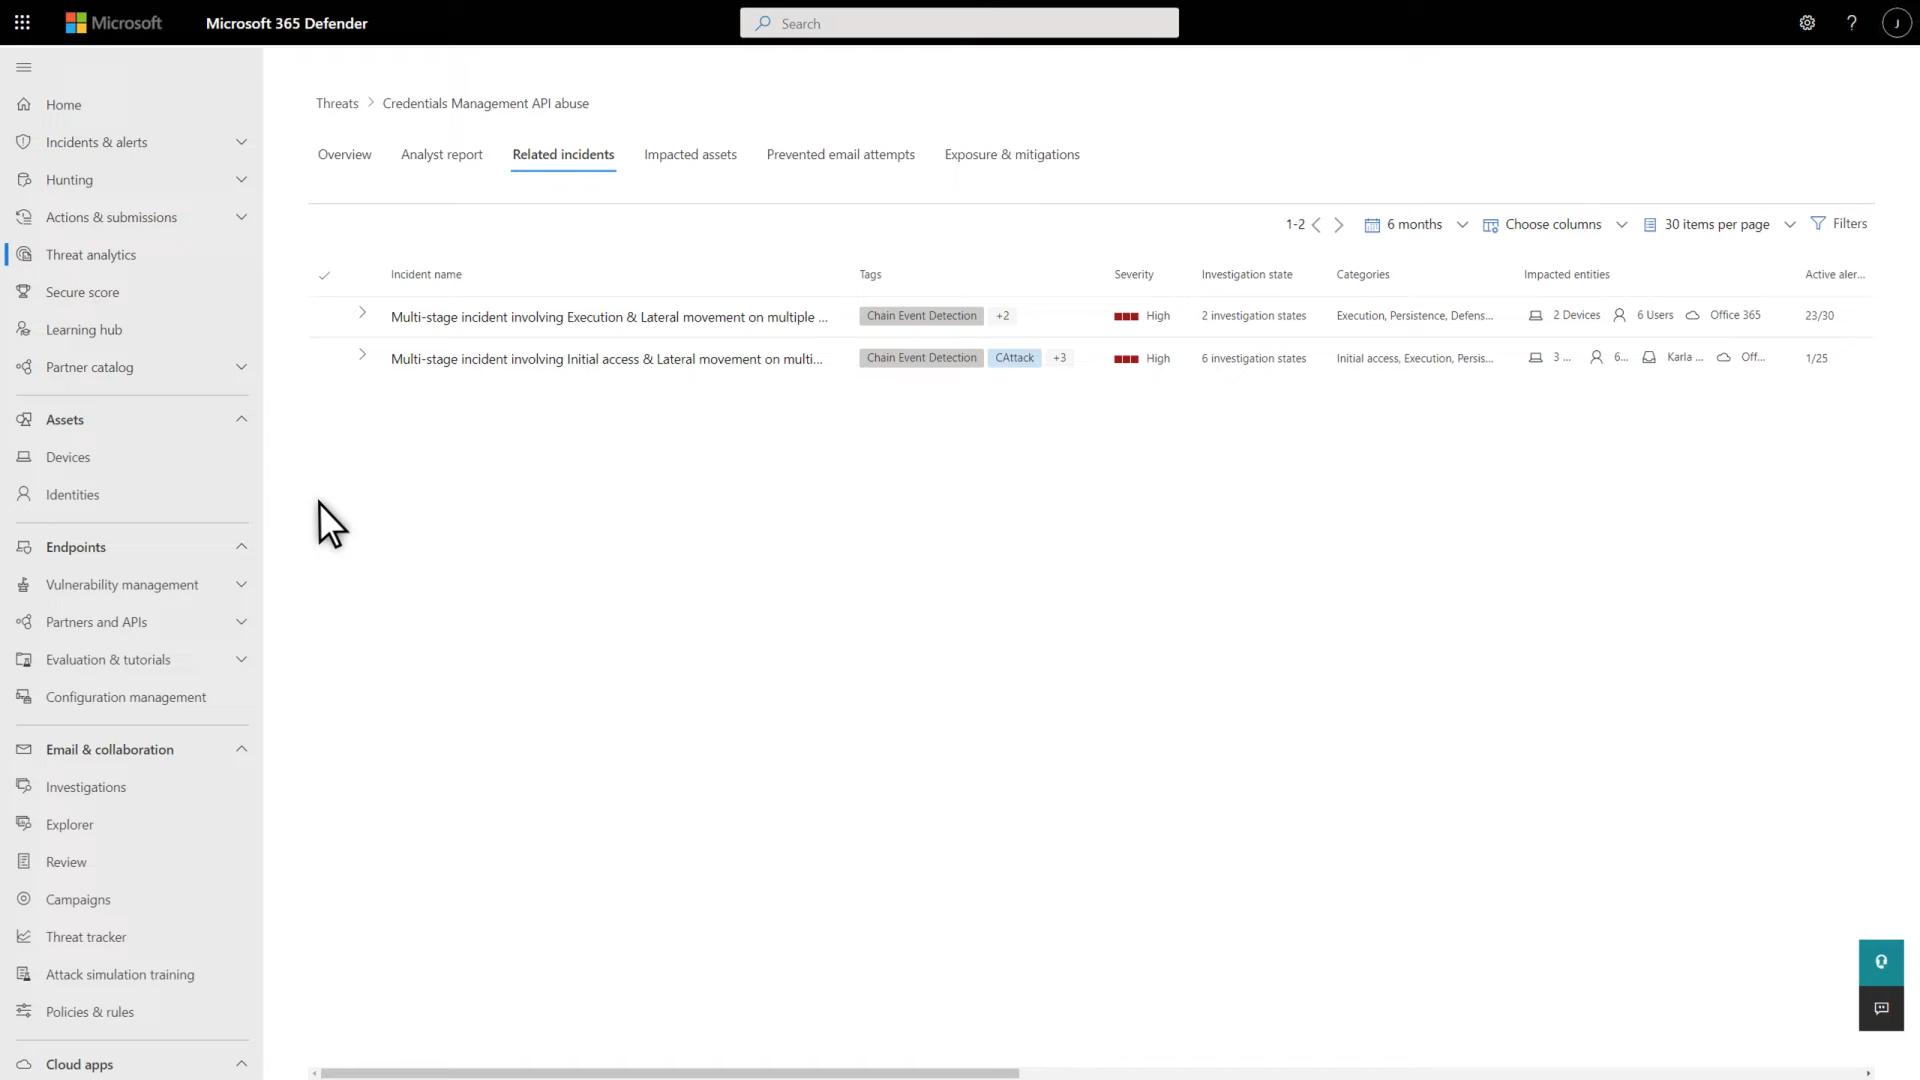 Microsoft
Microsoft 365 Defender
Search
?
J
Home
Incidents & alerts
Hunting
Actions & submissions
Threat analytics
Secure score
Learning hub
Partner catalog
Assets
Devices
Identities
Endpoints
Vulnerability management
Partners and APIs
Evaluation & tutorials
Configuration management
Email & collaboration
Investigations
Explorer
Review
Campaigns
Threat tracker
Attack simulation training
Policies & rules
Cloud apps
Threats > Credentials Management API abuse
Overview Analyst report Related incidents Impacted assets Prevented email attempts Exposure & mitigations
1-2 6 months Choose columns 30 items per page Filters
Incident name Tags Severity Investigation state Categories Impacted entities Active aler...
Multi-stage incident involving Execution & Lateral movement on multiple ... Chain Event Detection +2 High 2 investigation states Execution, Persistence, Defens... 2 Devices 6 Users Office 365 23/30
Multi-stage incident involving Initial access & Lateral movement on multi... Chain Event Detection CAttack +3 High 6 investigation states Initial access, Execution, Persis... 3 ... 6... Karla ... Off... 1/25